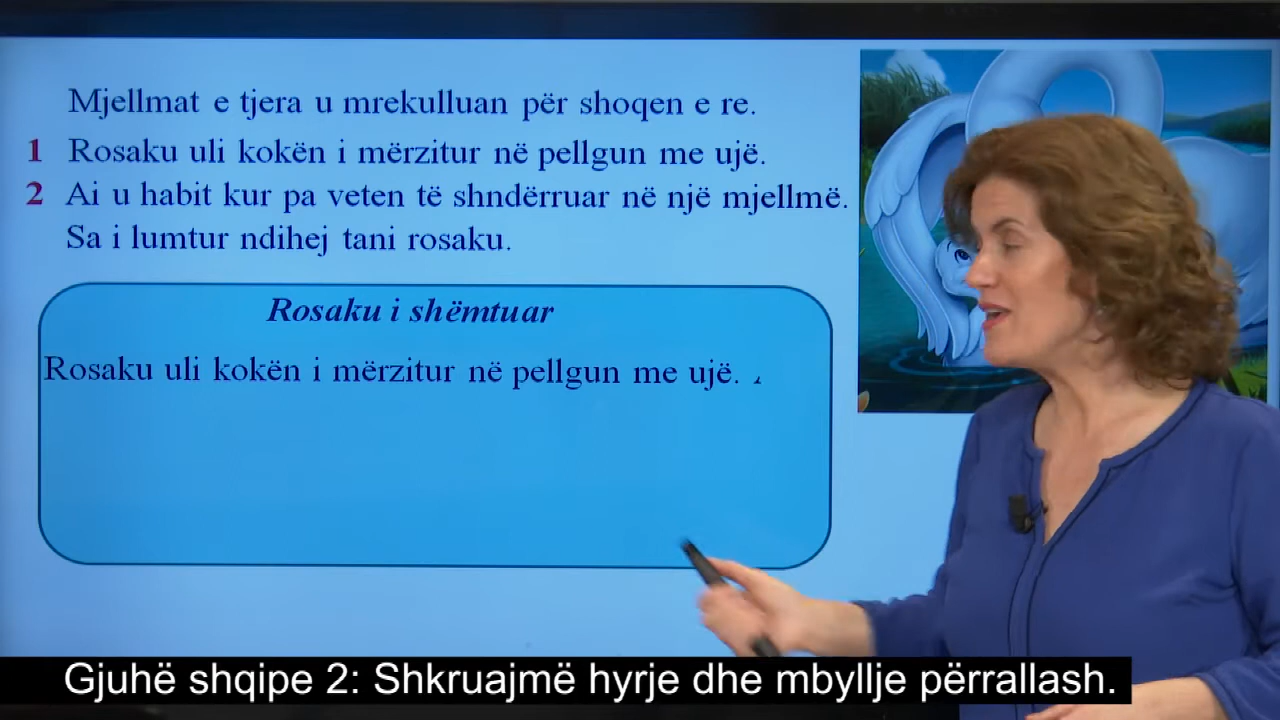 Mjellmat e tjera u mrekulluan për shoqen e re.
1 Rosaku uli kokën i mërzitur në pellgun me ujë.
2 Ai u habit kur pa veten të shndërruar në një mjellmë.
Sa i lumtur ndihej tani rosaku.
Rosaku i shëmtuar
Rosaku uli kokën i mërzitur në pellgun me ujë.
Gjuhë shqipe 2: Shkruajmë hyrje dhe mbyllje përrallash.